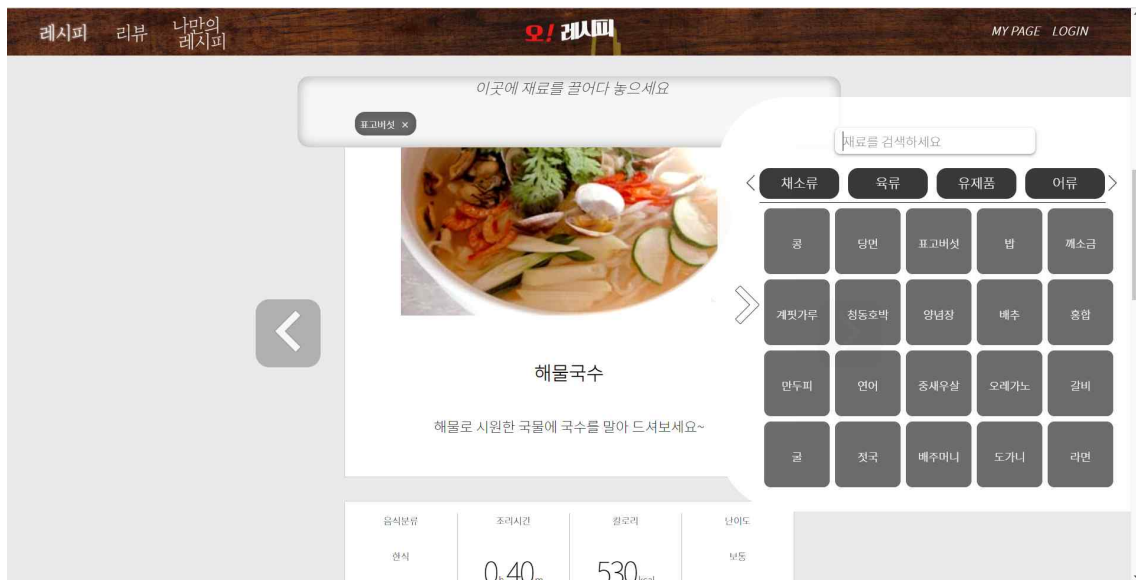 레시피
리뷰
나만의
레시피
오! 레시피
MY PAGE
LOGIN
이곳에 재료를 끌어다 놓으세요
표고버섯 ×
재료를 검색하세요
채소류
육류
유제품
어류
콩
당면
표고버섯
밥
깨소금
계핏가루
청둥호박
양념장
배추
홍합
만두피
연어
중새우살
오레가노
갈비
굴
젓국
배주머니
도가니
라면
해물국수
해물로 시원한 국물에 국수를 말아 드셔보세요~
음식분류
조리시간
칼로리
난이도
한식
0h 40m
530kcal
보통